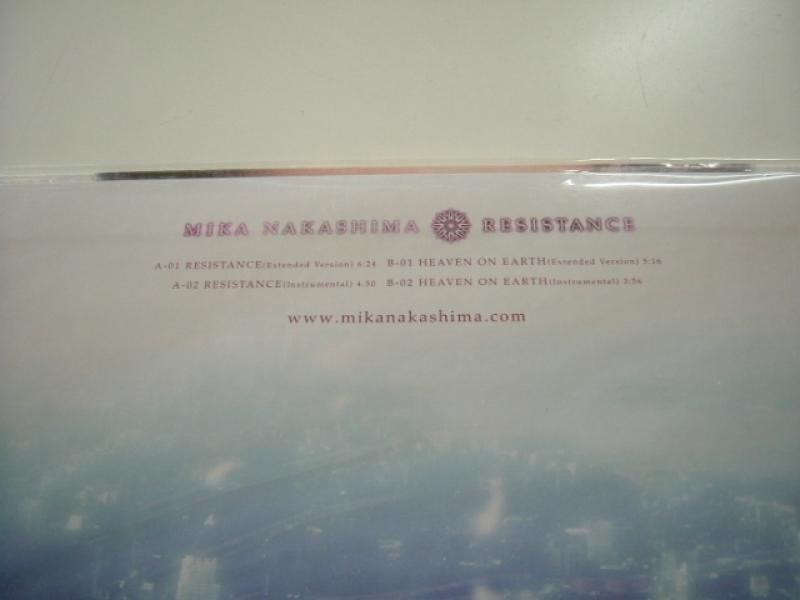 MIKA NAKASHIMA RESISTANCE
A-01 RESISTANCE(Extended Version) 6:24 B-01 HEAVEN ON EARTH(Extended Version) 5:16
A-02 RESISTANCE(Instrumental) 4:50 B-02 HEAVEN ON EARTH(Instrumental) 3:56
www.mikanakashima.com